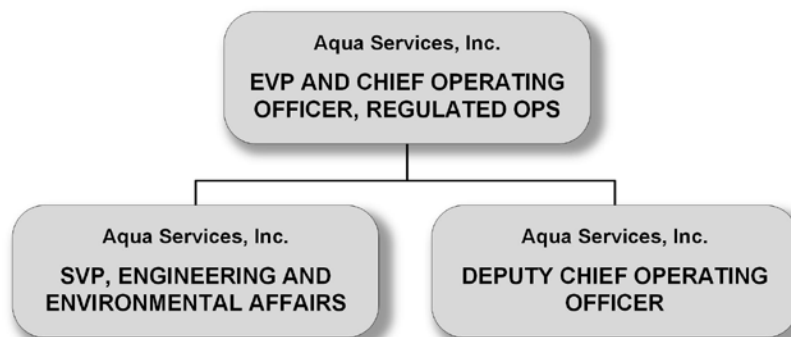 Aqua Services, Inc.
EVP AND CHIEF OPERATING
OFFICER, REGULATED OPS
Aqua Services, Inc.
SVP, ENGINEERING AND
ENVIRONMENTAL AFFAIRS
Aqua Services, Inc.
DEPUTY CHIEF OPERATING
OFFICER